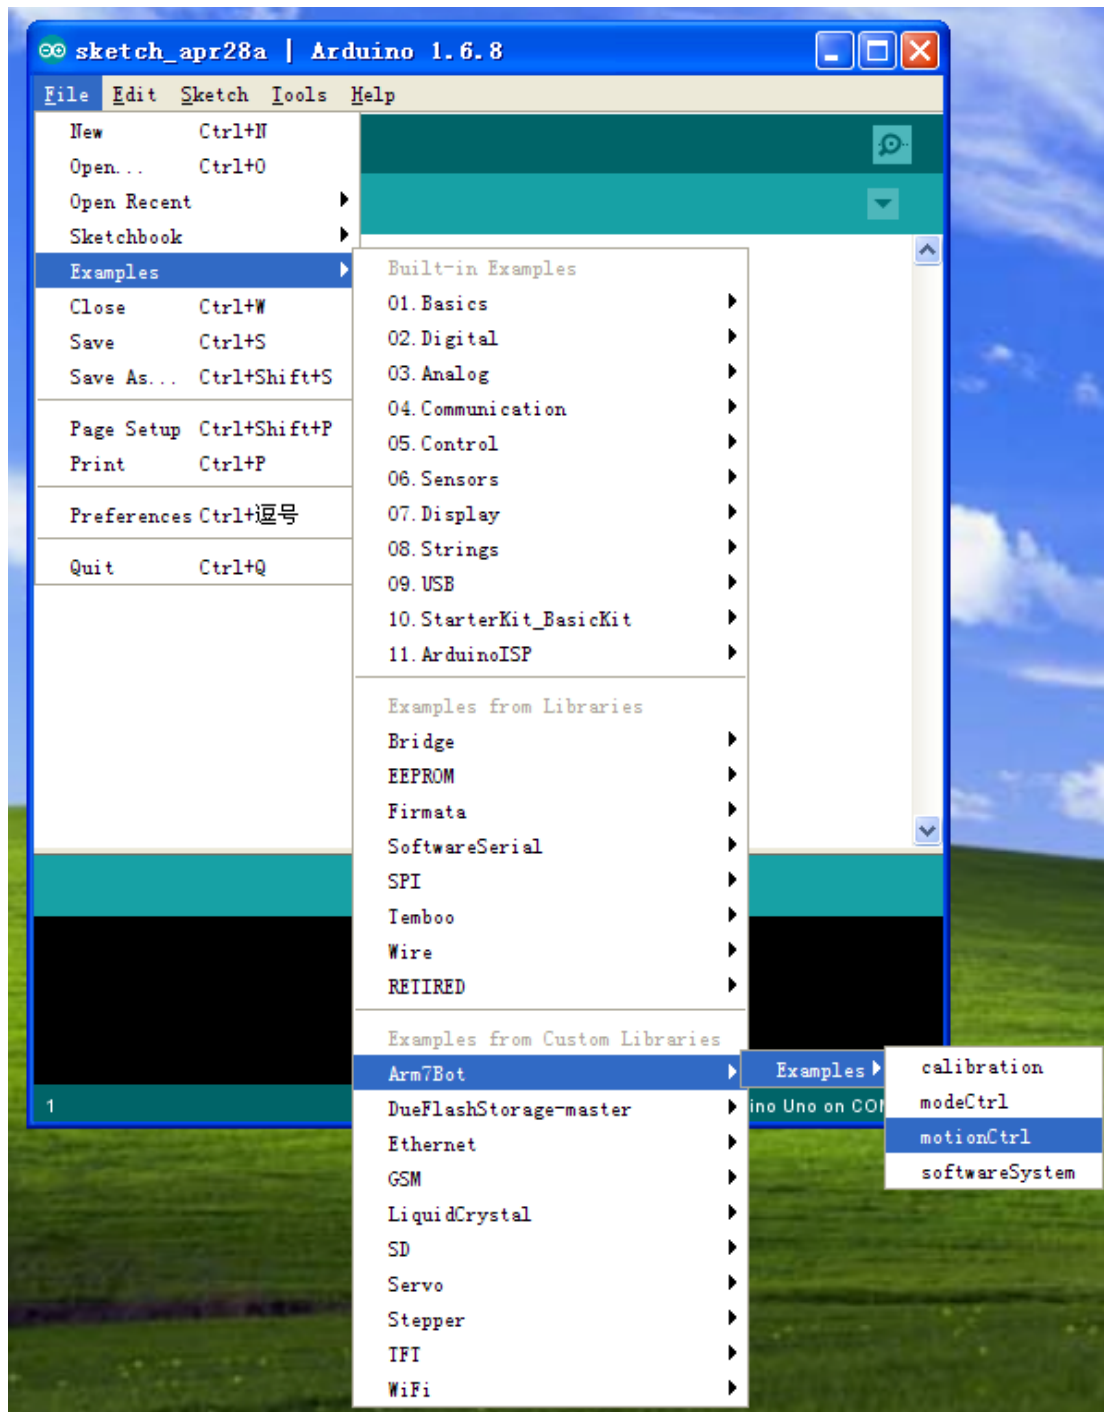 sketch_apr28a | Arduino 1.6.8
File Edit Sketch Tools Help
New Ctrl+N
Open... Ctrl+O
Open Recent
Sketchbook
Examples
Close Ctrl+W
Save Ctrl+S
Save As... Ctrl+Shift+S
Page Setup Ctrl+Shift+P
Print Ctrl+P
Preferences Ctrl+逗号
Quit Ctrl+Q
Built-in Examples
01.Basics
02.Digital
03.Analog
04.Communication
05.Control
06.Sensors
07.Display
08.Strings
09.USB
10.StarterKit_BasicKit
11.ArduinoISP
Examples from Libraries
Bridge
EEPROM
Firmata
SoftwareSerial
SPI
Temboo
Wire
RETIRED
Examples from Custom Libraries
Arm7Bot
DueFlashStorage-master
Ethernet
GSM
LiquidCrystal
SD
Servo
Stepper
TFT
WiFi
Examples
calibration
modeCtrl
motionCtrl
softwareSystem
1
ino Uno on CO